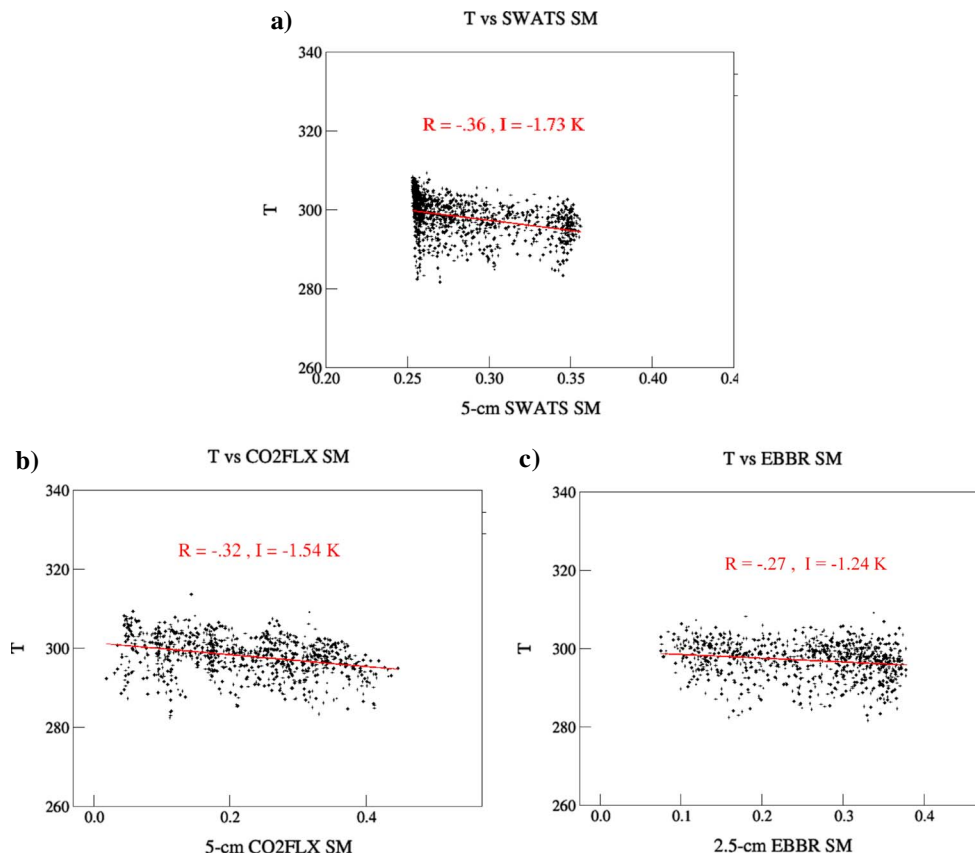 a)
T vs SWATS SM
340
R = -.36 , I = -1.73 K
320
T
300
280
260
0.20 0.25 0.30 0.35 0.40 0.4
5-cm SWATS SM
b)
T vs CO2FLX SM
340
R = -.32 , I = -1.54 K
320
T
300
280
260
0.0 0.2 0.4
5-cm CO2FLX SM
c)
T vs EBBR SM
340
R = -.27 , I = -1.24 K
320
T
300
280
260
0.0 0.1 0.2 0.3 0.4
2.5-cm EBBR SM